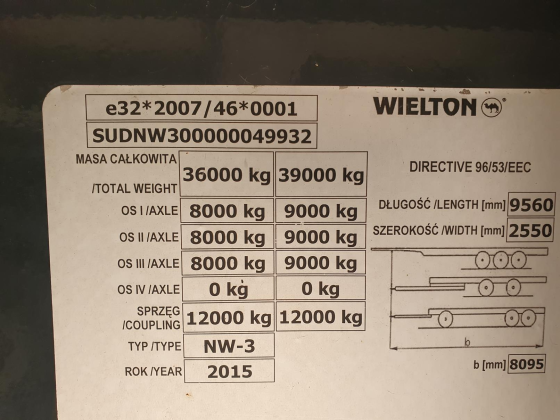 e32*2007/46*0001
WIELTON ®
SUDNW300000049932
MASA CAŁKOWITA
/TOTAL WEIGHT 36000 kg 39000 kg
DIRECTIVE 96/53/EEC
OS I /AXLE 8000 kg 9000 kg
DŁUGOŚĆ /LENGTH [mm] 9560
OS II /AXLE 8000 kg 9000 kg
SZEROKOŚĆ /WIDTH [mm] 2550
OS III /AXLE 8000 kg 9000 kg
OS IV /AXLE 0 kg 0 kg
SPRZĘG
/COUPLING 12000 kg 12000 kg
TYP /TYPE NW-3
b
ROK /YEAR 2015
b [mm] 8095